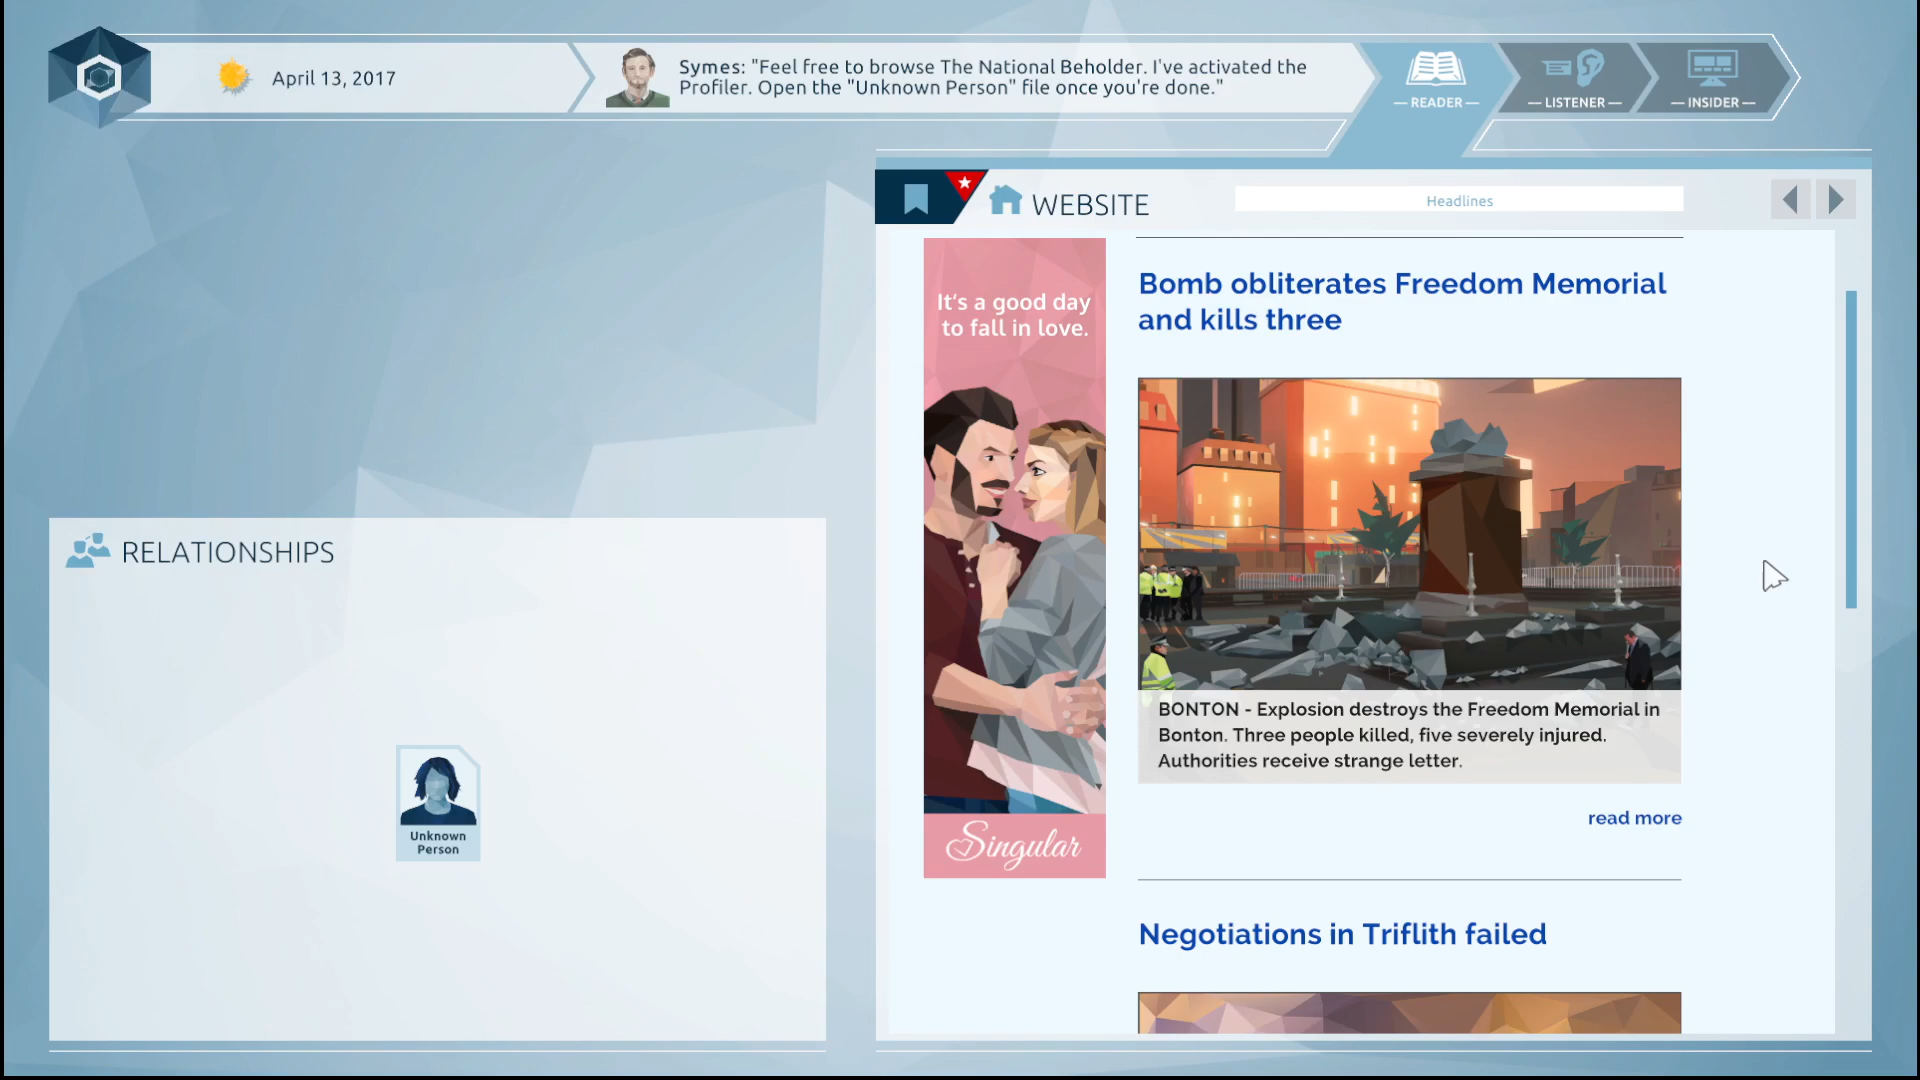 April 13, 2017
Symes: "Feel free to browse The National Beholder. I've activated the
Profiler. Open the "Unknown Person" file once you're done."
— READER —
— LISTENER —
— INSIDER —
WEBSITE
Headlines
It's a good day
to fall in love.
Singular
Bomb obliterates Freedom Memorial
and kills three
BONTON - Explosion destroys the Freedom Memorial in
Bonton. Three people killed, five severely injured.
Authorities receive strange letter.
read more
Negotiations in Triflith failed
RELATIONSHIPS
Unknown
Person